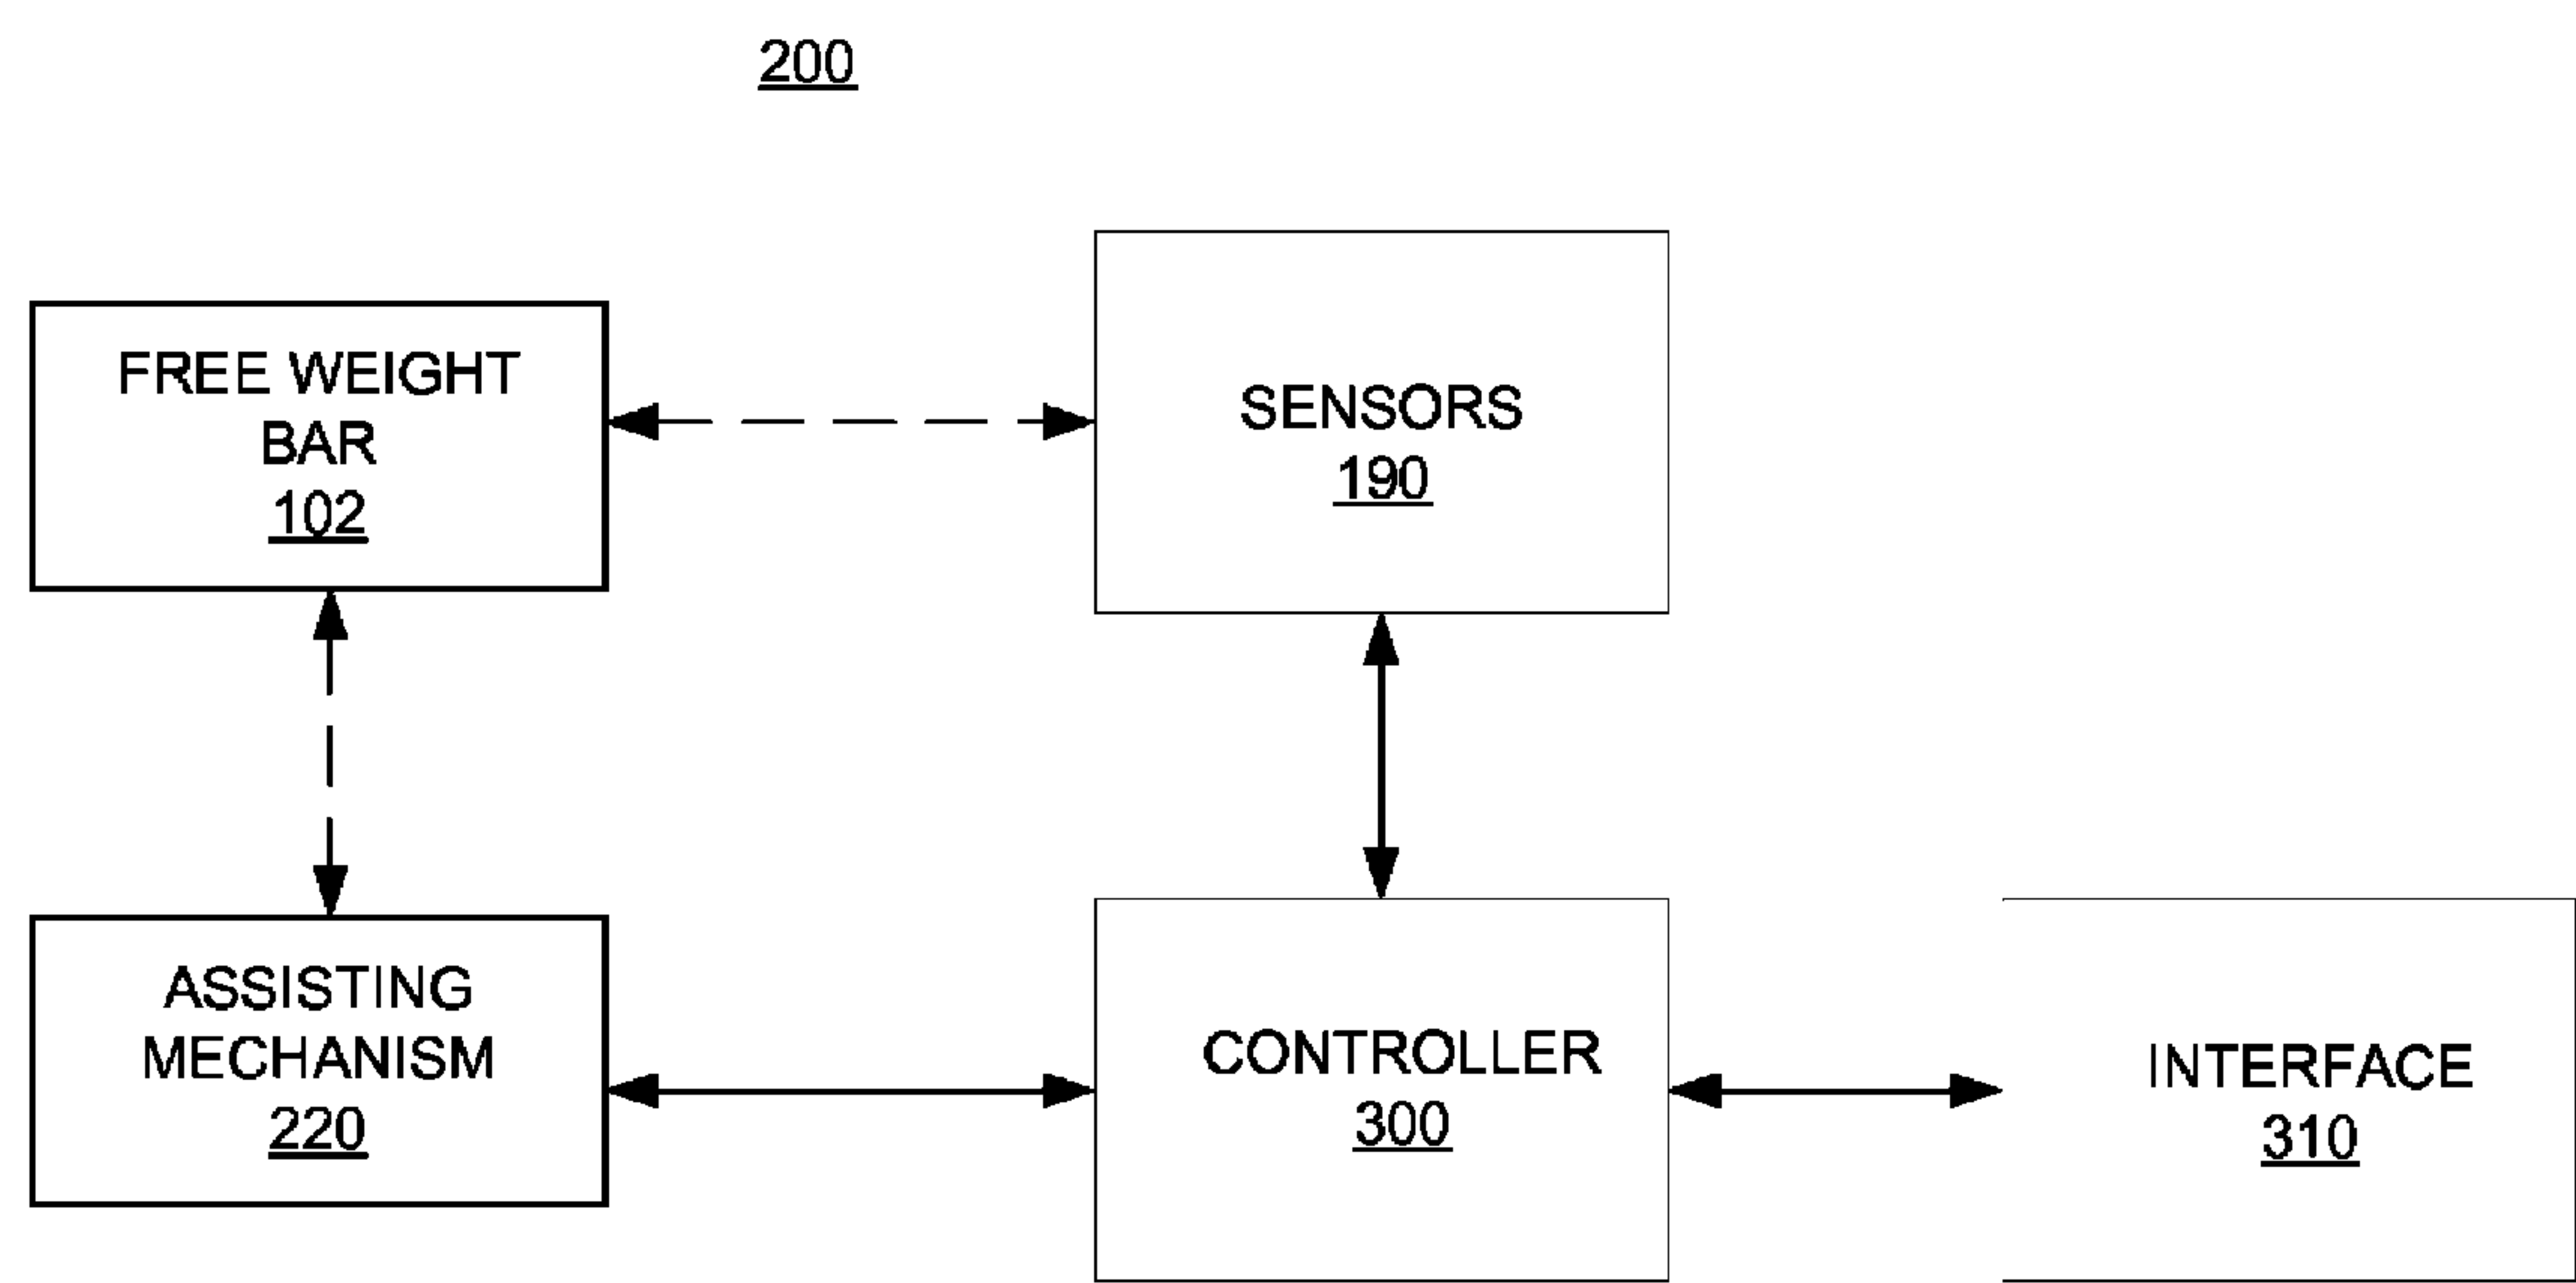 200
FREE WEIGHT
BAR
102
SENSORS
190
ASSISTING
MECHANISM
220
CONTROLLER
300
INTERFACE
310